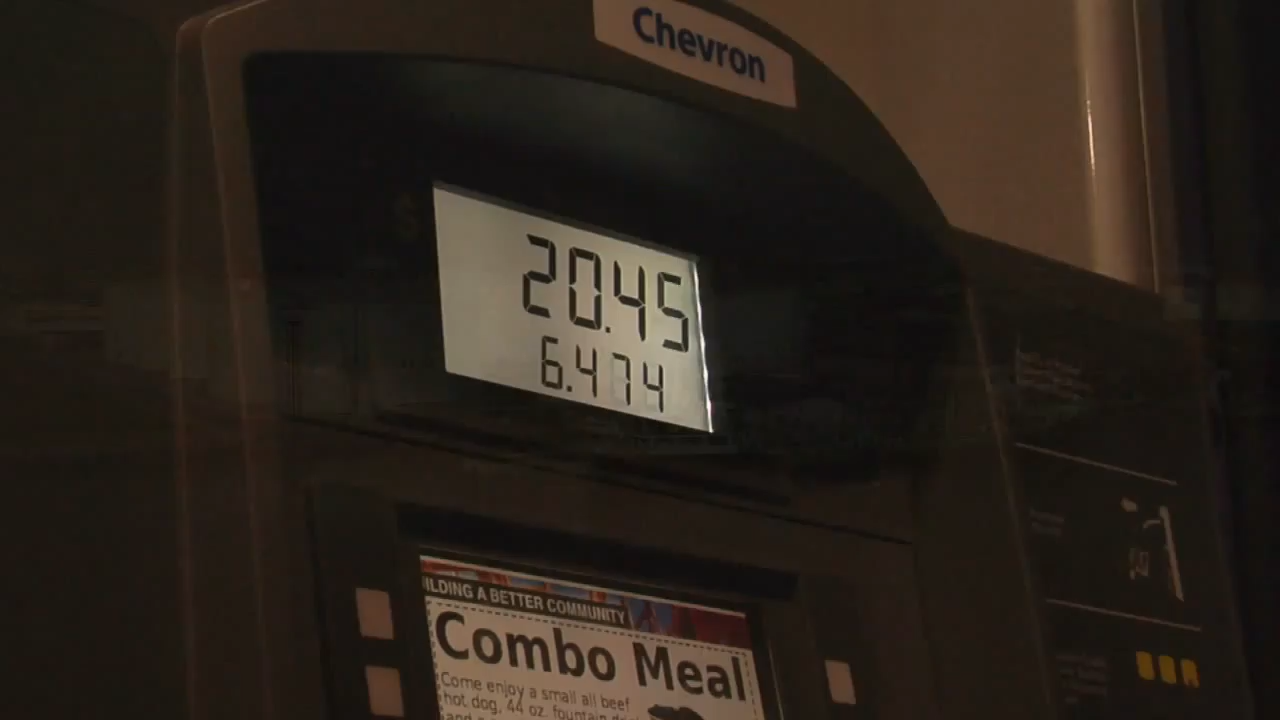 Chevron
$
20.45
6.474
ILDING A BETTER COMMUNITY
Combo Meal
Come enjoy a small all beef
hot dog, 44 oz. fountain
and